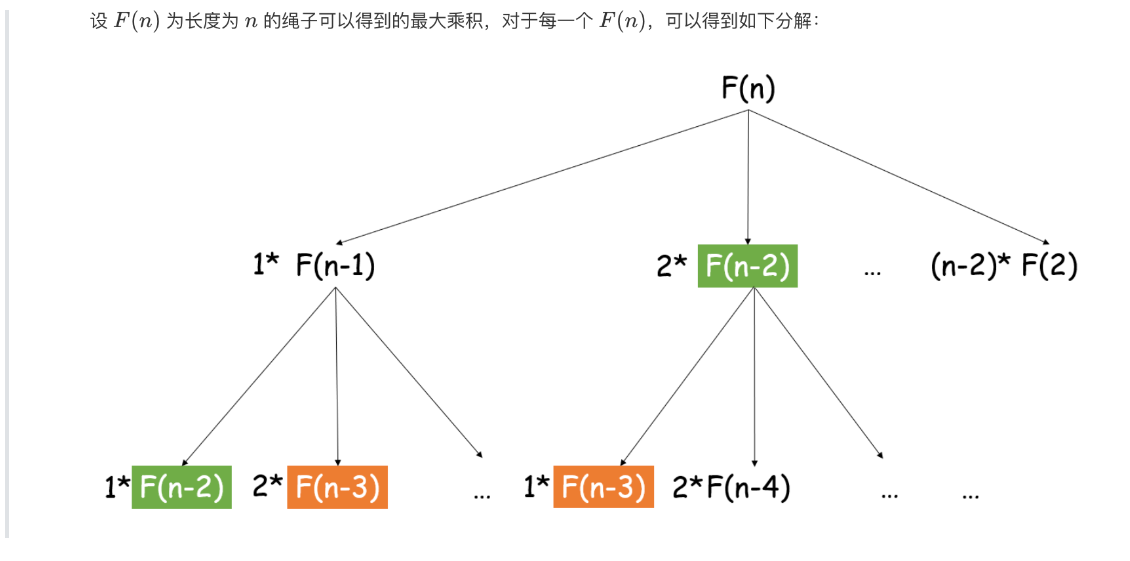 设 F(n) 为长度为 n 的绳子可以得到的最大乘积，对于每一个 F(n)，可以得到如下分解：
F(n)
1* F(n-1) 2* F(n-2) ... (n-2)* F(2)
1* F(n-2) 2* F(n-3) ... 1* F(n-3) 2*F(n-4) ... ...